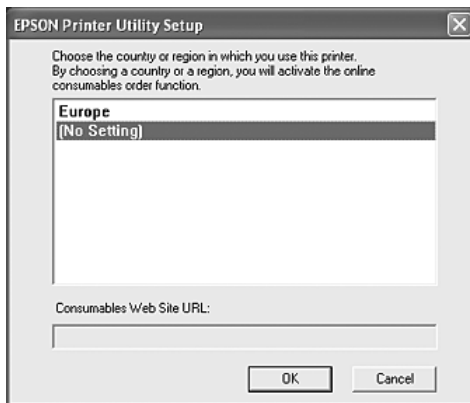 EPSON Printer Utility Setup
Choose the country or region in which you use this printer.
By choosing a country or a region, you will activate the online
consumables order function.
Europe
(No Setting)
Consumables Web Site URL:
OK
Cancel